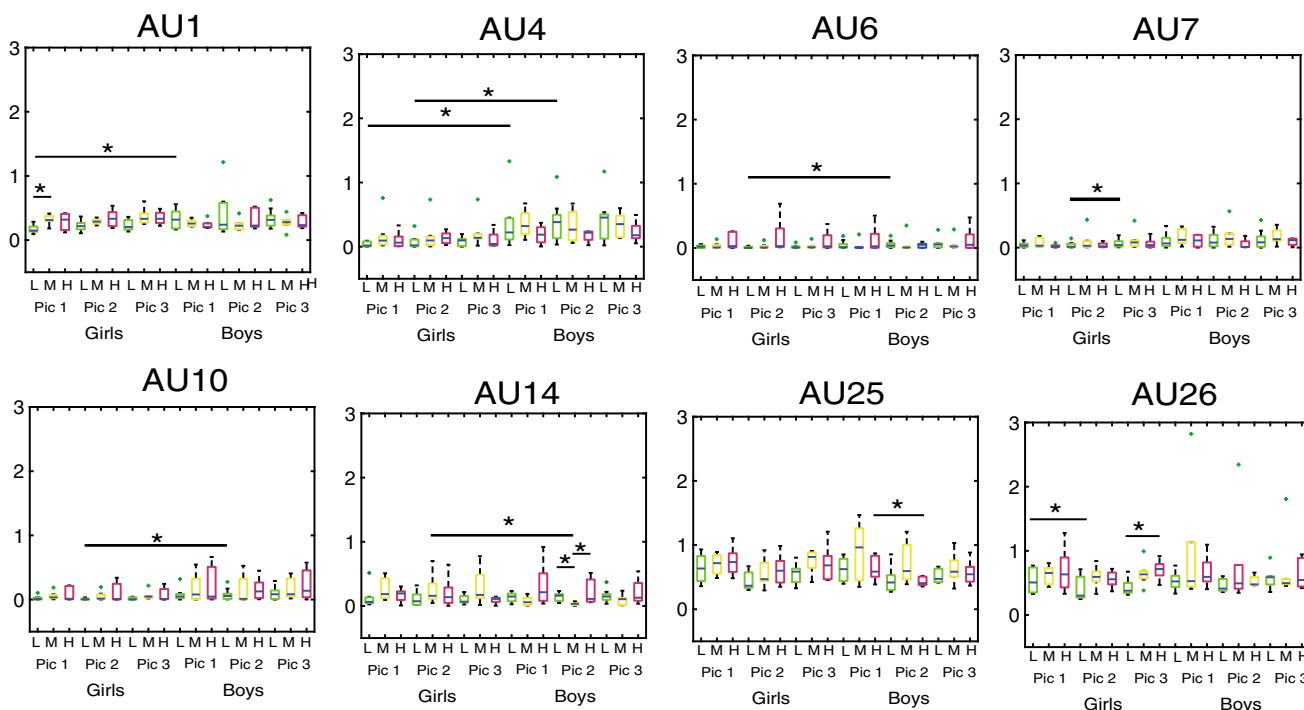 AU1 AU4 AU6 AU7
3 3 3 3
* * * * * *
2 2 2 2
1 1 1 1
0 0 0 0
L M H L M H L M H L M H L M H L M H H L M H L M H L M H L M H L M H L M H L M H L M H L M H L M H L M H L M H L M H L M H L M H L M H L M H L M H
Pic 1 Pic 2 Pic 3 Pic 1 Pic 2 Pic 3 Pic 1 Pic 2 Pic 3 Pic 1 Pic 2 Pic 3 Pic 1 Pic 2 Pic 3 Pic 1 Pic 2 Pic 3 Pic 1 Pic 2 Pic 3 Pic 1 Pic 2 Pic 3
Girls Boys Girls Boys Girls Boys Girls Boys
AU10 AU14 AU25 AU26
3 3 3 3
2 2 2 2
1 1 1 1
* * * * * * *
0 0 0 0
L M H L M H L M H L M H L M H L M H L M H L M H L M H L M H L M H L M H L M H L M H L M H L M H L M H L M H L M H L M H L M H L M H L M H L M H
Pic 1 Pic 2 Pic 3 Pic 1 Pic 2 Pic 3 Pic 1 Pic 2 Pic 3 Pic 1 Pic 2 Pic 3 Pic 1 Pic 2 Pic 3 Pic 1 Pic 2 Pic 3 Pic 1 Pic 2 Pic 3 Pic 1 Pic 2 Pic 3
Girls Boys Girls Boys Girls Boys Girls Boys